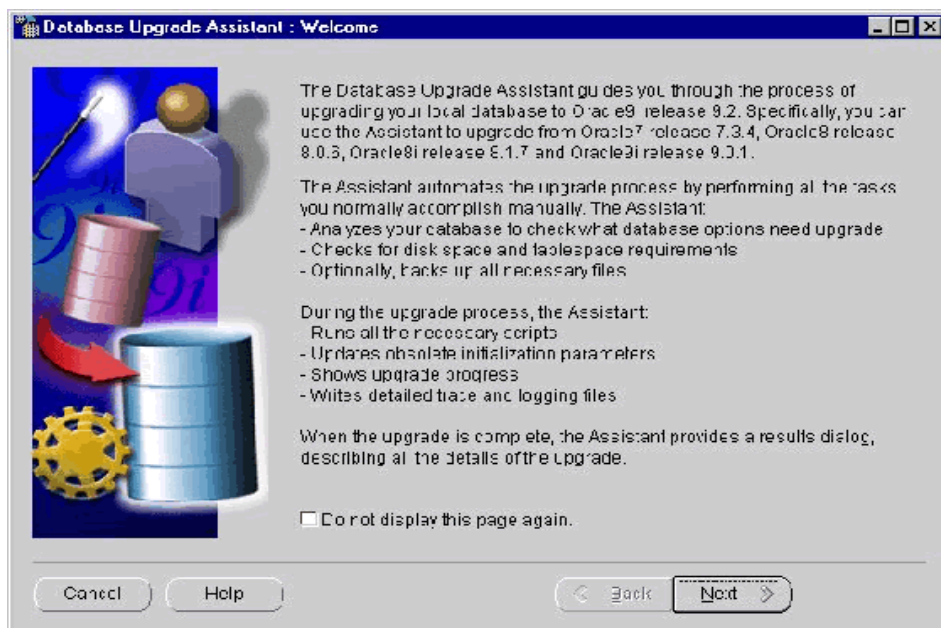 Database Upgrade Assistant : Welcome
The Database Upgrade Assistant guides you through the process of
upgrading your local database to Oracle9i release 9.2. Specifically, you can
use the Assistant to upgrade from Oracle7 release 7.3.4, Oracle8 release
8.0.6, Oracle8i release 8.1.7 and Oracle9i release 9.0.1.
The Assistant automates the upgrade process by performing all the tasks
you normally accomplish manually. The Assistant:
- Analyzes your database to check what database options need upgrade
- Checks for disk space and tablespace requirements
- Optionally, backs up all necessary files
During the upgrade process, the Assistant:
- Runs all the necessary scripts
- Updates obsolete initialization parameters
- Shows upgrade progress
- Writes detailed trace and logging files
When the upgrade is complete, the Assistant provides a results dialog,
describing all the details of the upgrade.
Do not display this page again.
Cancel Help Back Next
9i